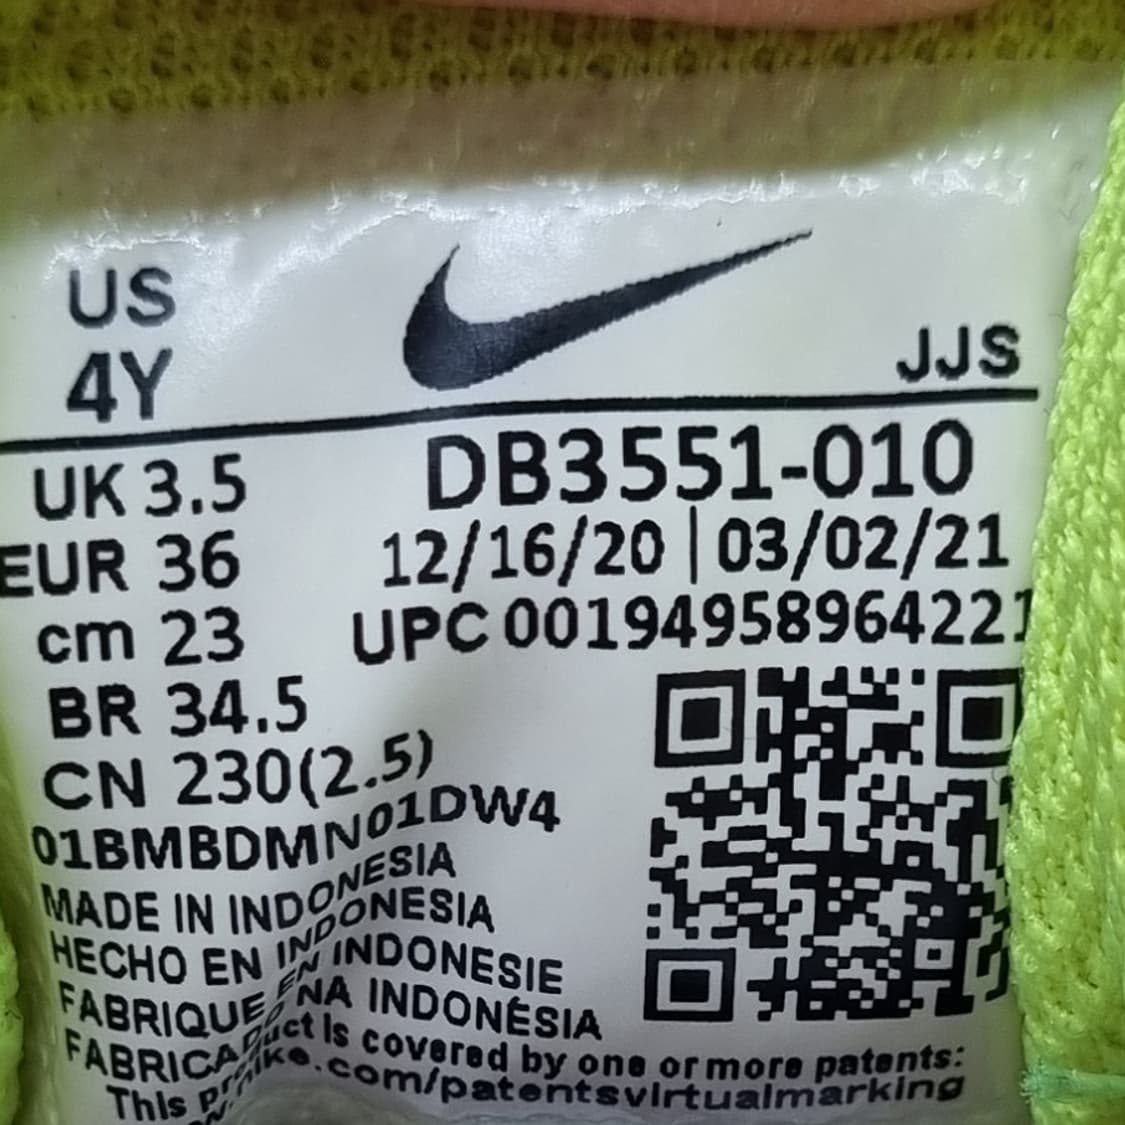 US
4Y
JJS
UK 3.5
DB3551-010
EUR 36
12/16/20 | 03/02/21
cm 23
UPC 00194958964221
BR 34.5
CN 230(2.5)
01BMBDMN01DW4
MADE IN INDONESIA
HECHO EN INDONESIA
FABRIQUE EN INDONESIE
FABRICADO NA INDONÉSIA
This product is covered by one or more patents:
nike.com/patentsvirtualmarking